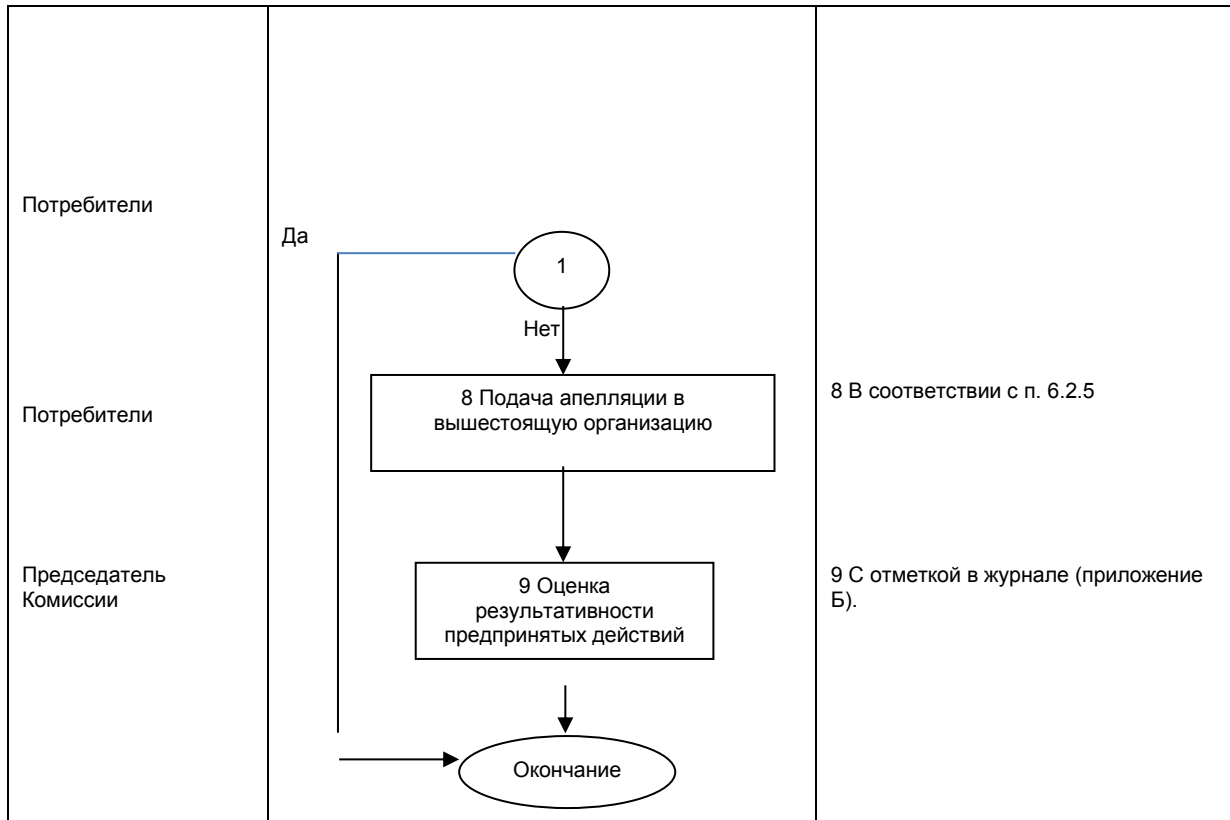 Потребители
Да
1
Нет
Потребители
8 Подача апелляции в
вышестоящую организацию
8 В соответствии с п. 6.2.5
Председатель
Комиссии
9 Оценка
результативности
предпринятых действий
9 С отметкой в журнале (приложение
Б).
Окончание